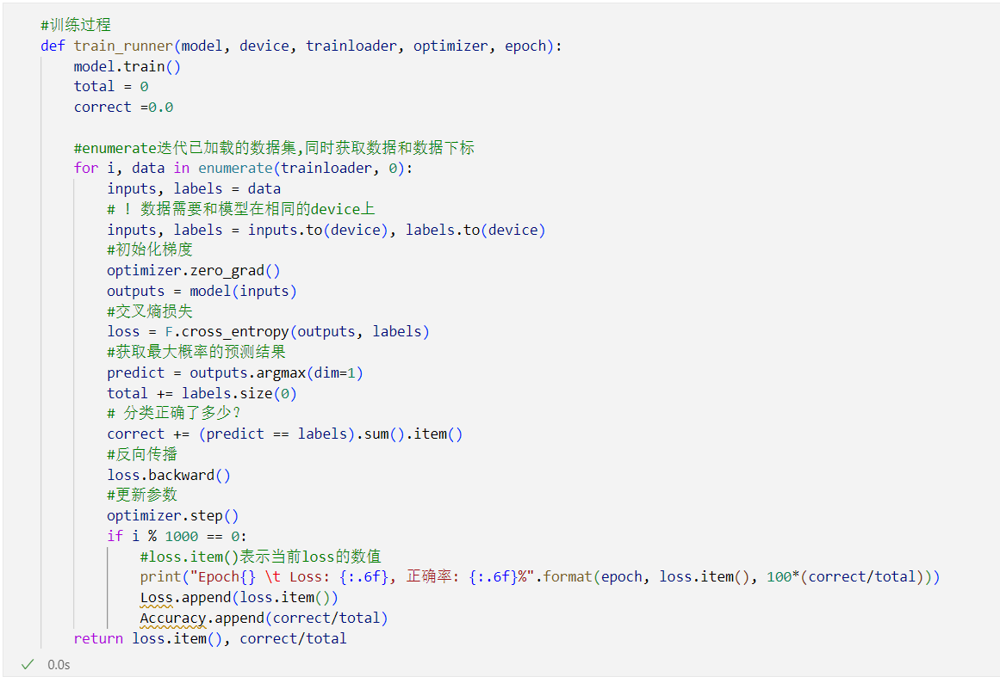 #训练过程
def train_runner(model, device, trainloader, optimizer, epoch):
    model.train()
    total = 0
    correct =0.0

    #enumerate迭代已加载的数据集,同时获取数据和数据下标
    for i, data in enumerate(trainloader, 0):
        inputs, labels = data
        # ! 数据需要和模型在相同的device上
        inputs, labels = inputs.to(device), labels.to(device)
        #初始化梯度
        optimizer.zero_grad()
        outputs = model(inputs)
        #交叉熵损失
        loss = F.cross_entropy(outputs, labels)
        #获取最大概率的预测结果
        predict = outputs.argmax(dim=1)
        total += labels.size(0)
        # 分类正确了多少?
        correct += (predict == labels).sum().item()
        #反向传播
        loss.backward()
        #更新参数
        optimizer.step()
        if i % 1000 == 0:
            #loss.item()表示当前loss的数值
            print("Epoch{} \t Loss: {:.6f}, 正确率: {:.6f}%".format(epoch, loss.item(), 100*(correct/total)))
            Loss.append(loss.item())
            Accuracy.append(correct/total)
    return loss.item(), correct/total
✓ 0.0s